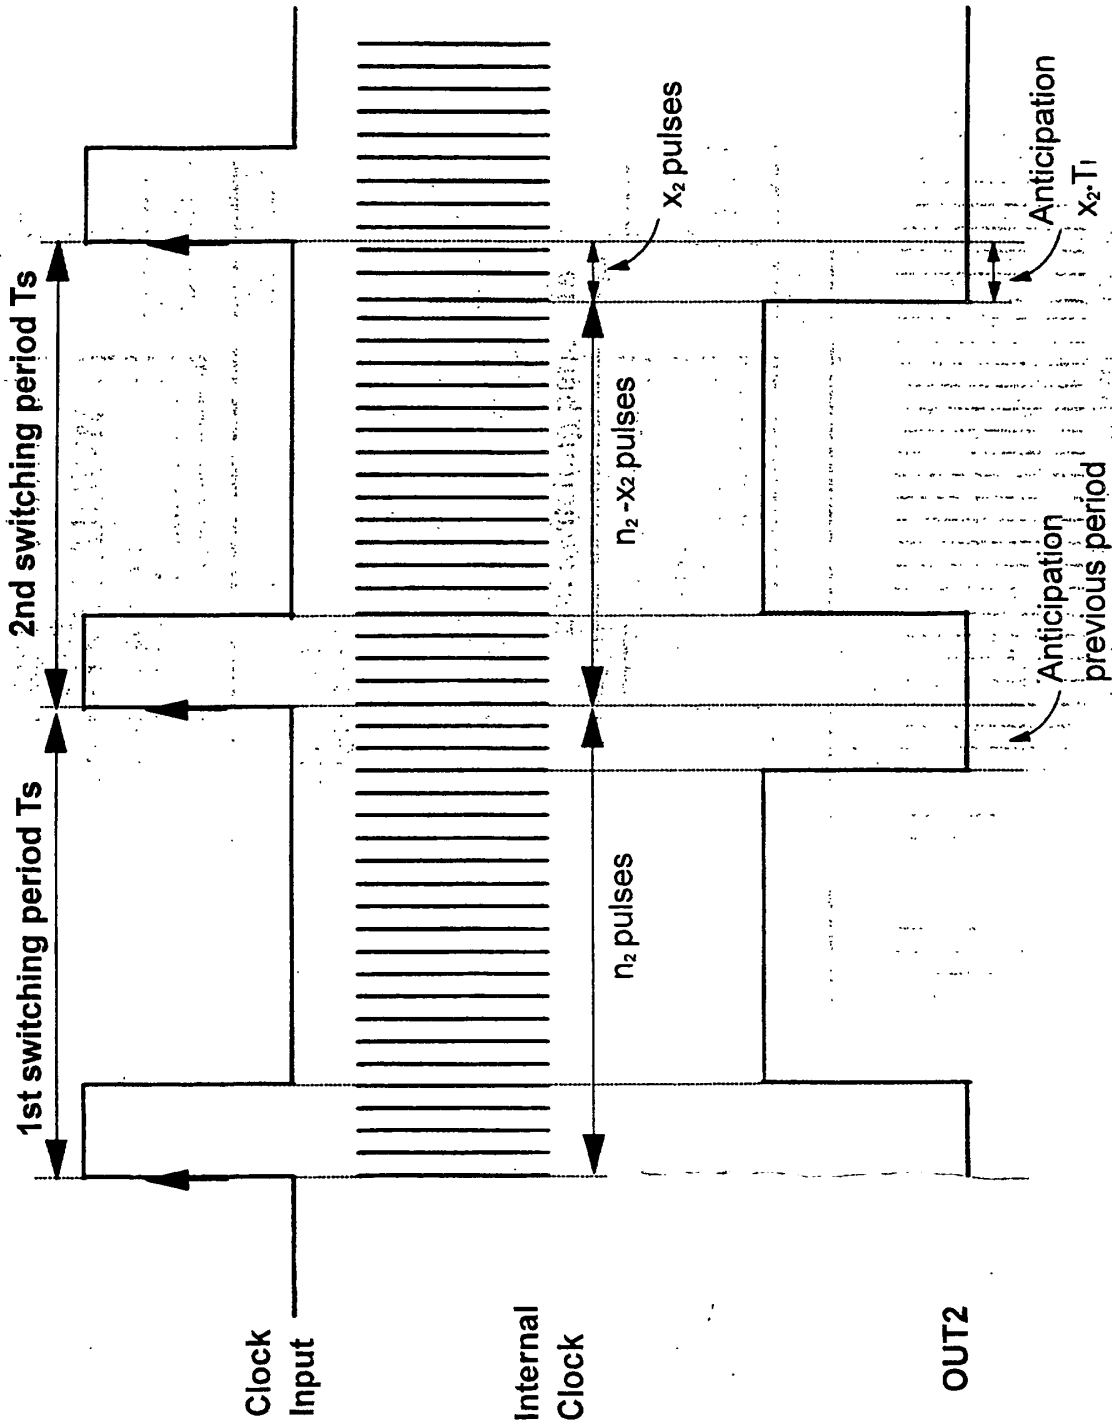 1st switching period Ts
2nd switching period Ts
Clock
Input
Internal
Clock
n₂ pulses
n₂-x₂ pulses
x₂ pulses
OUT2
Anticipation
previous period
Anticipation
x₂·Ti